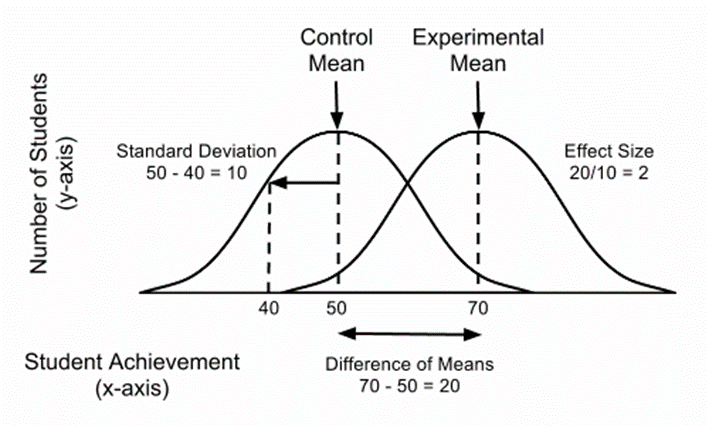 Control
Mean
Experimental
Mean
Number of Students
(y-axis)
Standard Deviation
50 - 40 = 10
Effect Size
20/10 = 2
40
50
70
Student Achievement
(x-axis)
Difference of Means
70 - 50 = 20